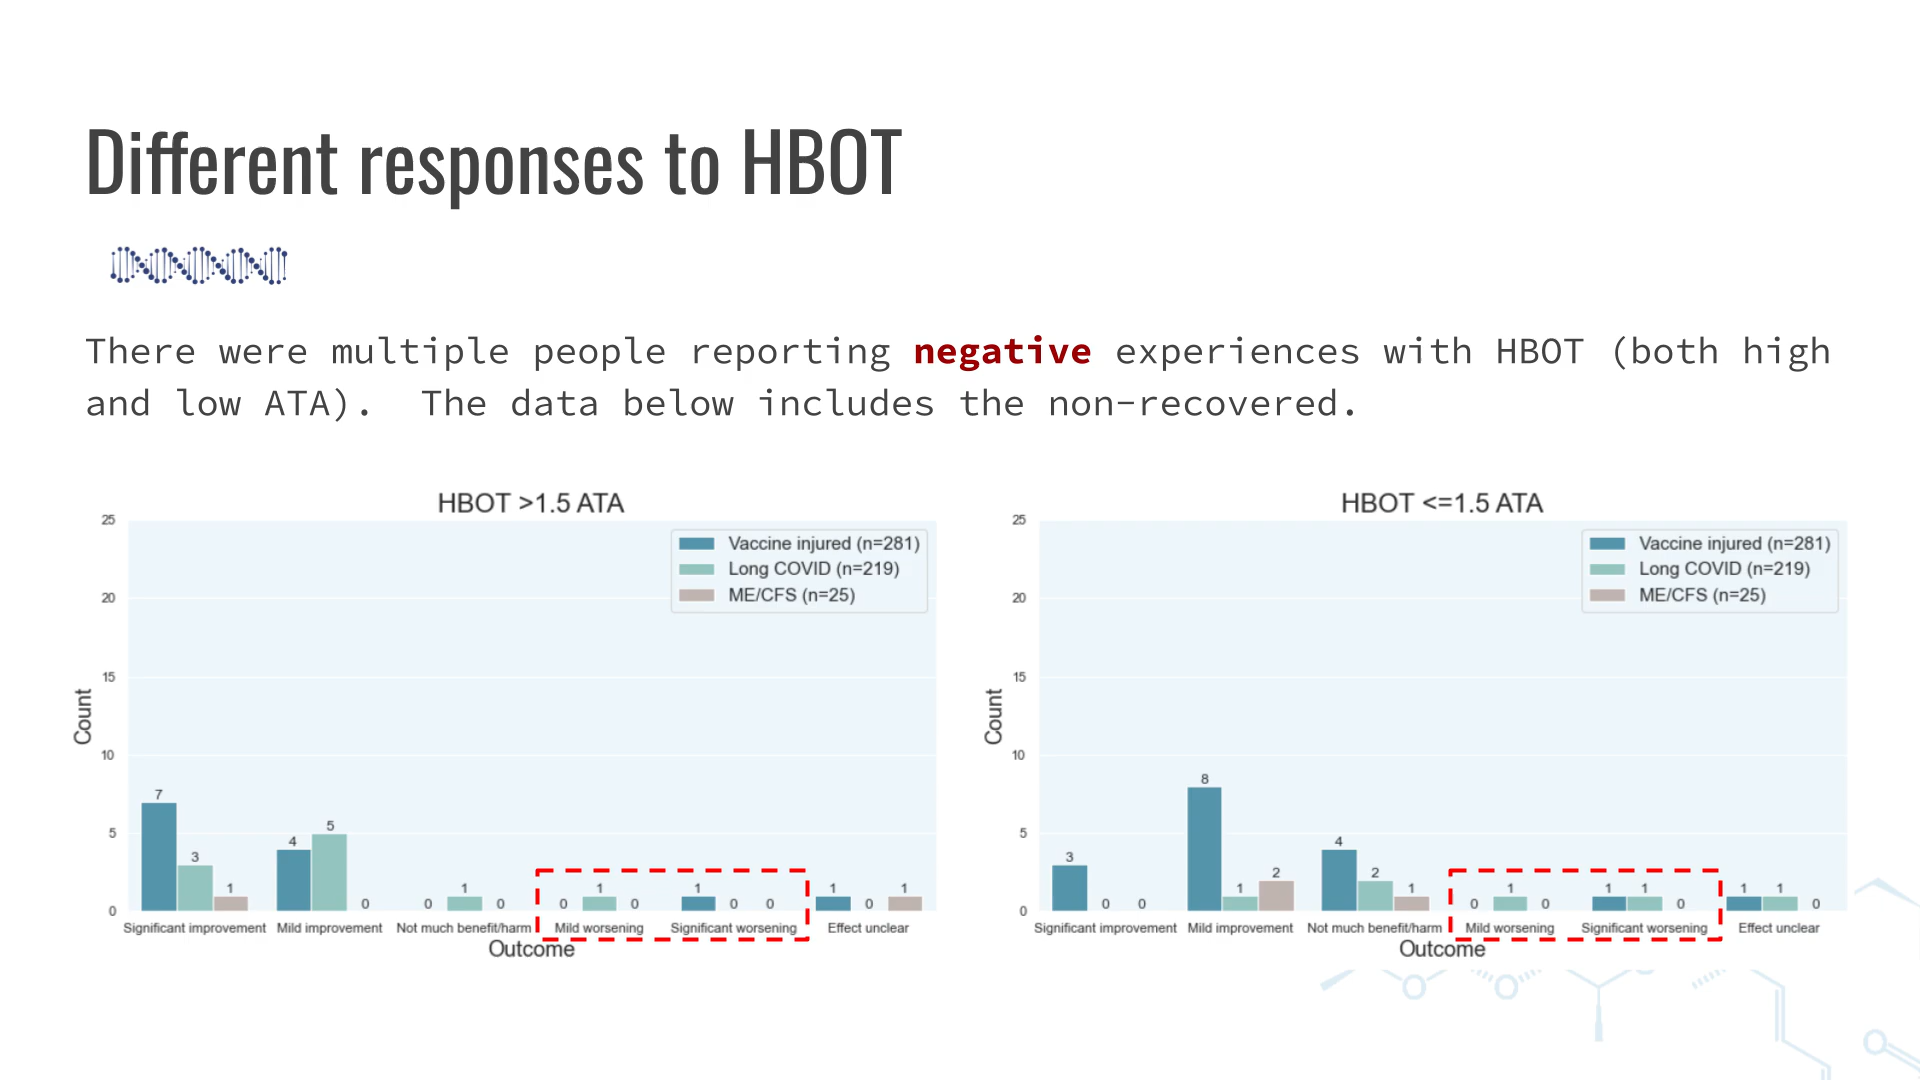 Different responses to HBOT
There were multiple people reporting negative experiences with HBOT (both high
and low ATA).  The data below includes the non-recovered.
HBOT >1.5 ATA
25
20
15
10
5
0
Count
Vaccine injured (n=281)
Long COVID (n=219)
ME/CFS (n=25)
7 3 1 4 5 0 0 1 0 0 1 0 1 0 0 1 0 1
Significant improvement Mild improvement Not much benefit/harm Mild worsening Significant worsening Effect unclear
Outcome
HBOT <=1.5 ATA
25
20
15
10
5
0
Count
Vaccine injured (n=281)
Long COVID (n=219)
ME/CFS (n=25)
3 0 0 8 1 2 4 2 1 0 1 0 1 1 0 1 1 0
Significant improvement Mild improvement Not much benefit/harm Mild worsening Significant worsening Effect unclear
Outcome
O O
O